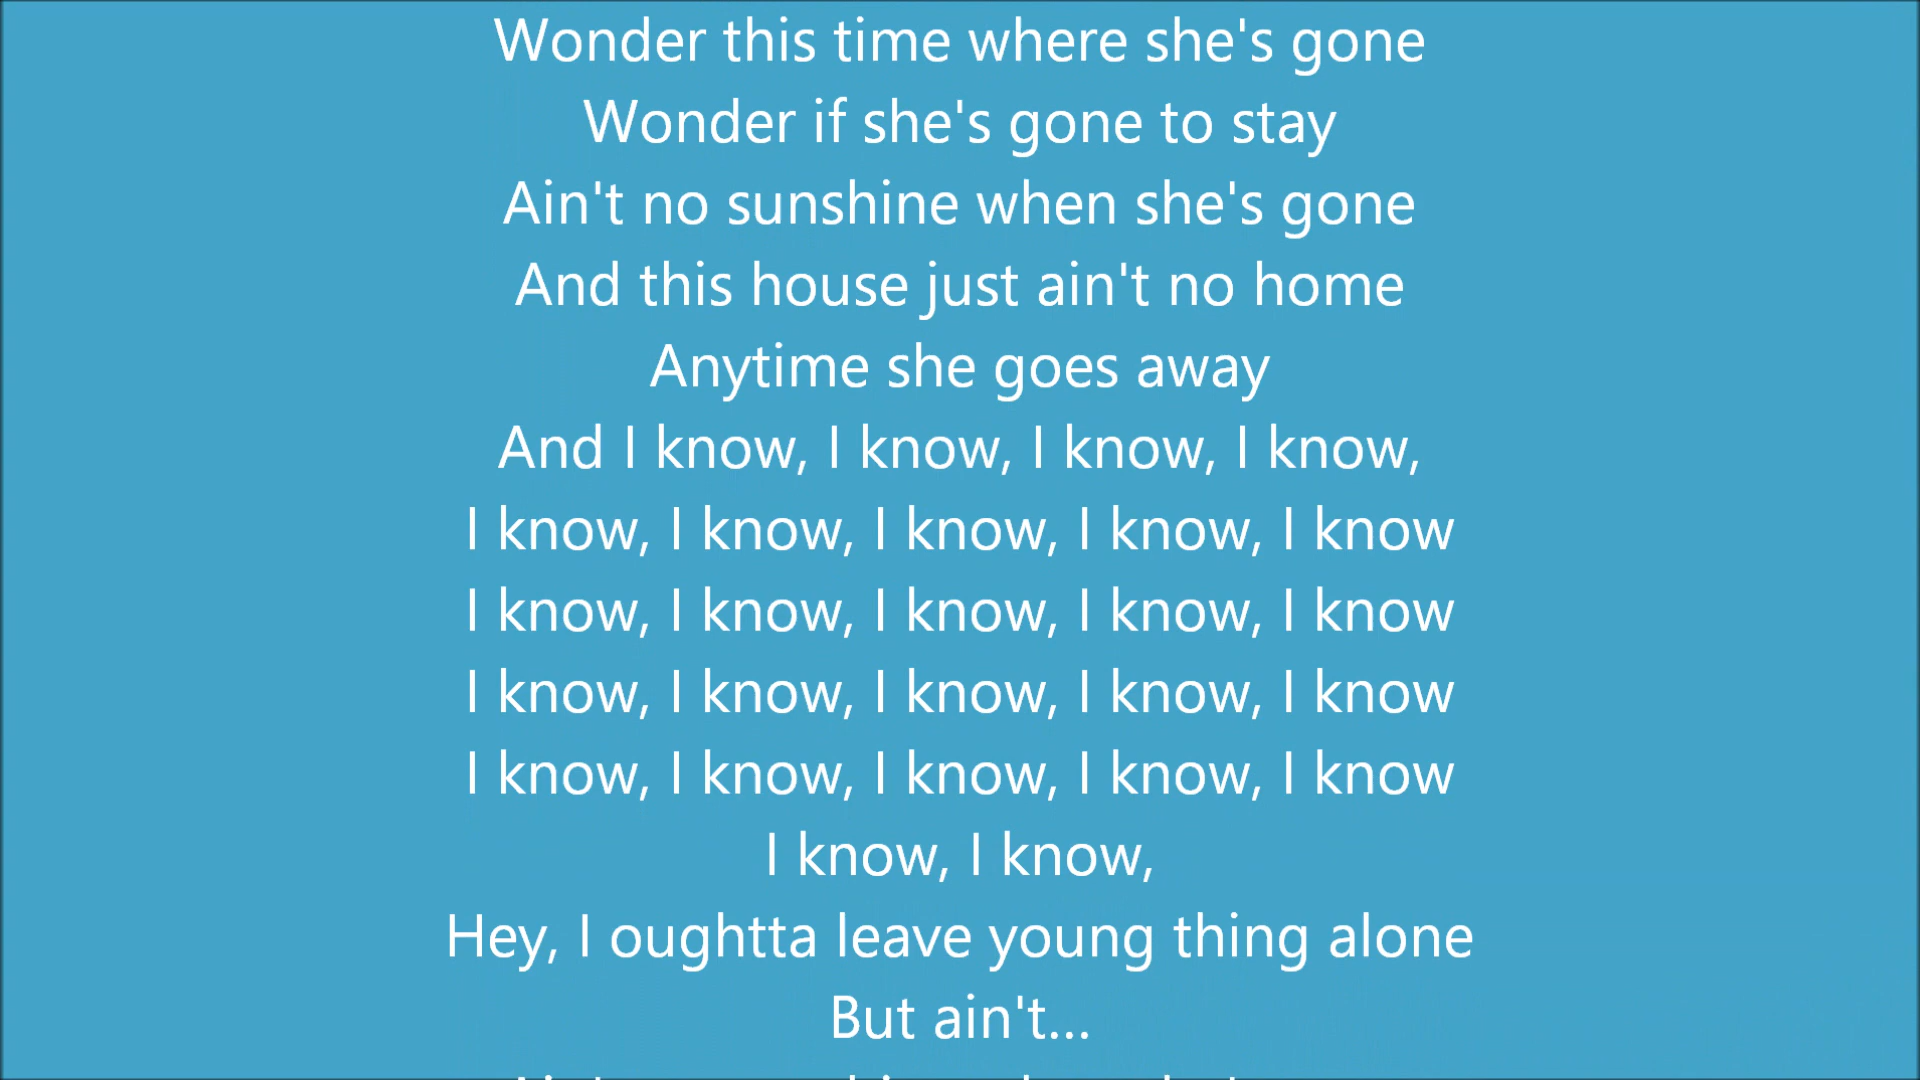 Wonder this time where she's gone
Wonder if she's gone to stay
Ain't no sunshine when she's gone
And this house just ain't no home
Anytime she goes away
And I know, I know, I know, I know,
I know, I know, I know, I know, I know
I know, I know, I know, I know, I know
I know, I know, I know, I know, I know
I know, I know, I know, I know, I know
I know, I know,
Hey, I oughtta leave young thing alone
But ain't...